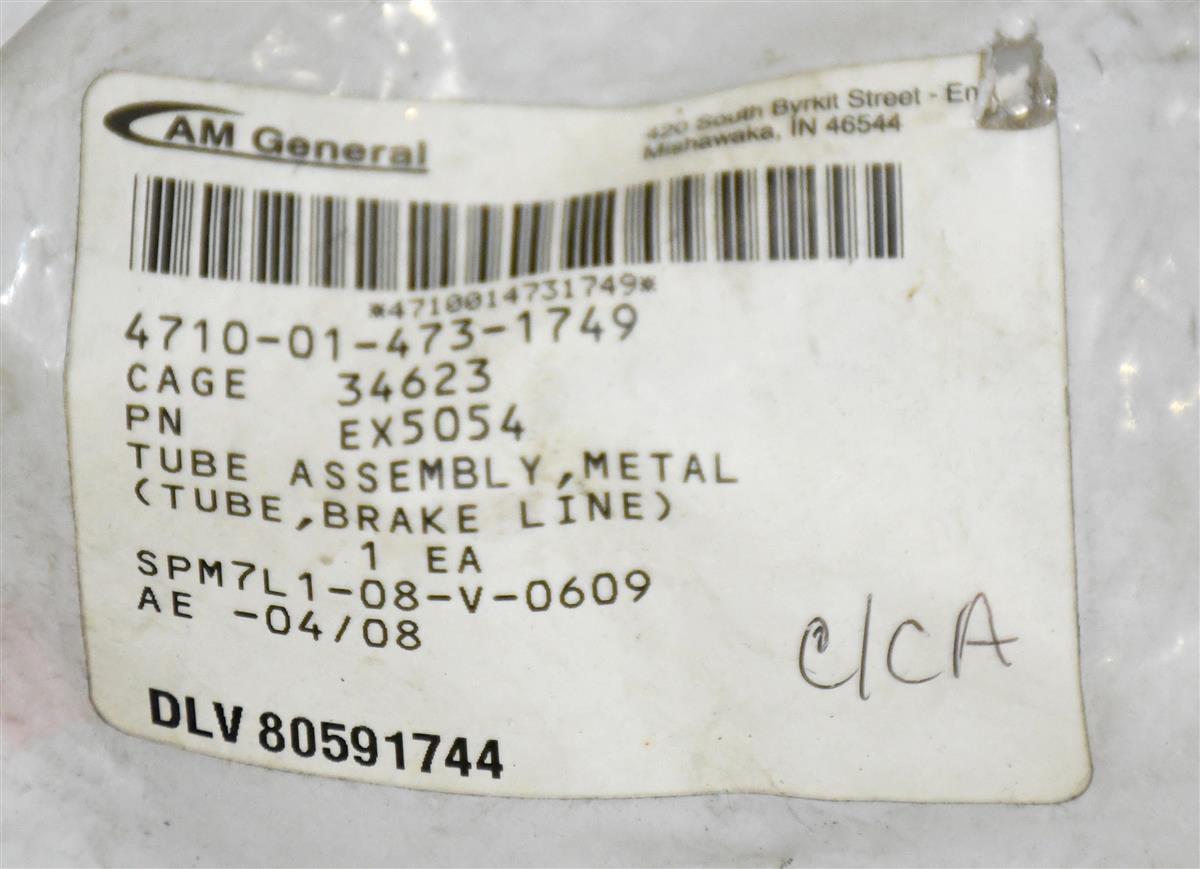 AM General
420 South Byrkit Street - En
Mishawaka, IN 46544
*4710014731749*
4710-01-473-1749
CAGE 34623
PN EX5054
TUBE ASSEMBLY,METAL
(TUBE,BRAKE LINE)
1 EA
SPM7L1-08-V-0609
AE -04/08
C/CA
DLV 80591744